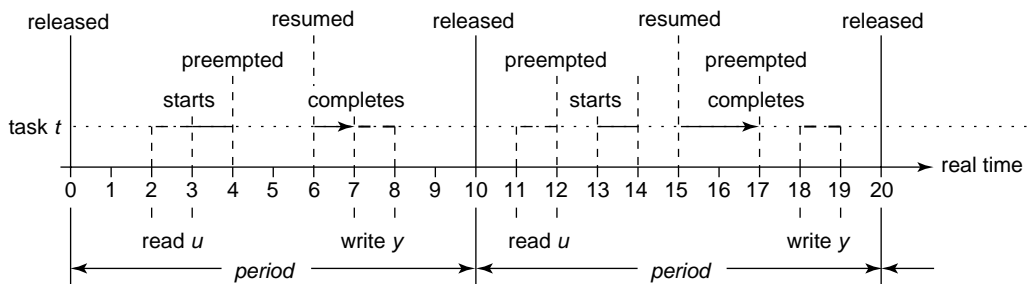 resumed resumed
released released released
preempted preempted preempted
starts completes starts completes
task t
real time
0 1 2 3 4 5 6 7 8 9 10 11 12 13 14 15 16 17 18 19 20
read u write y read u write y
period period